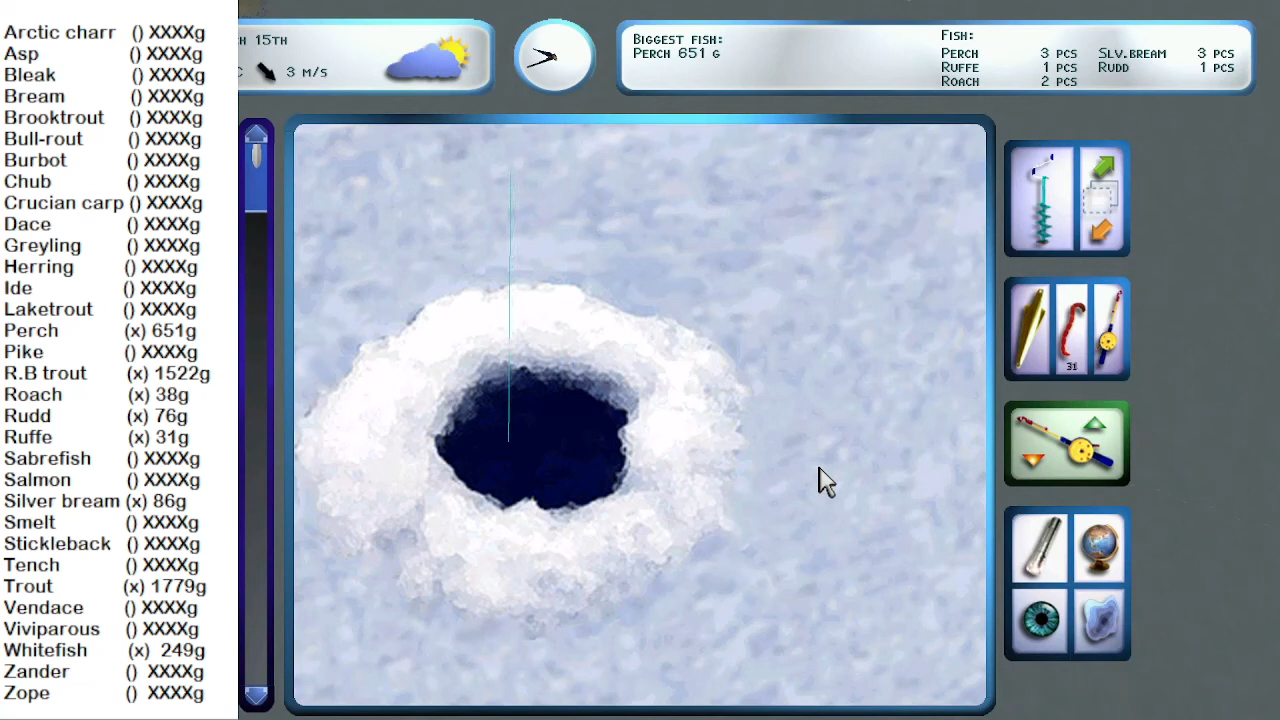 Arctic charr () XXXXg
Asp () XXXXg
Bleak () XXXXg
Bream () XXXXg
Brooktrout () XXXXg
Bull-rout () XXXXg
Burbot () XXXXg
Chub () XXXXg
Crucian carp () XXXXg
Dace () XXXXg
Greyling () XXXXg
Herring () XXXXg
Ide () XXXXg
Laketrout () XXXXg
Perch (x) 651g
Pike () XXXXg
R.B trout (x) 1522g
Roach (x) 38g
Rudd (x) 76g
Ruffe (x) 31g
Sabrefish () XXXXg
Salmon () XXXXg
Silver bream (x) 86g
Smelt () XXXXg
Stickleback () XXXXg
Tench () XXXXg
Trout (x) 1779g
Vendace () XXXXg
Viviparous () XXXXg
Whitefish (x) 249g
Zander () XXXXg
Zope () XXXXg
H 15TH
C 3 M/S
BIGGEST FISH:
PERCH 651 G
FISH:
PERCH 3 PCS SLV.BREAM 3 PCS
RUFFE 1 PCS RUDD 1 PCS
ROACH 2 PCS
31